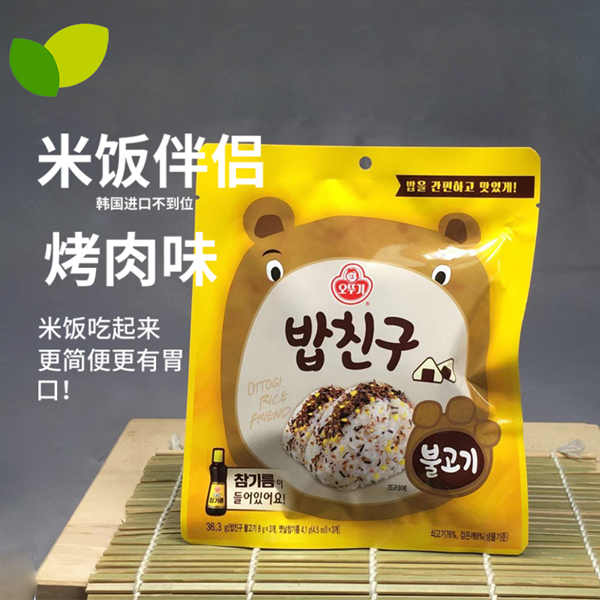 米饭伴侣
韩国进口不到位
烤肉味
米饭吃起来
更简便更有胃
口!
밥을 간편하고 맛있게!
오뚜기
밥친구
OTTOGI
RICE
FRIEND
불고기
참기름이
들어있어요!